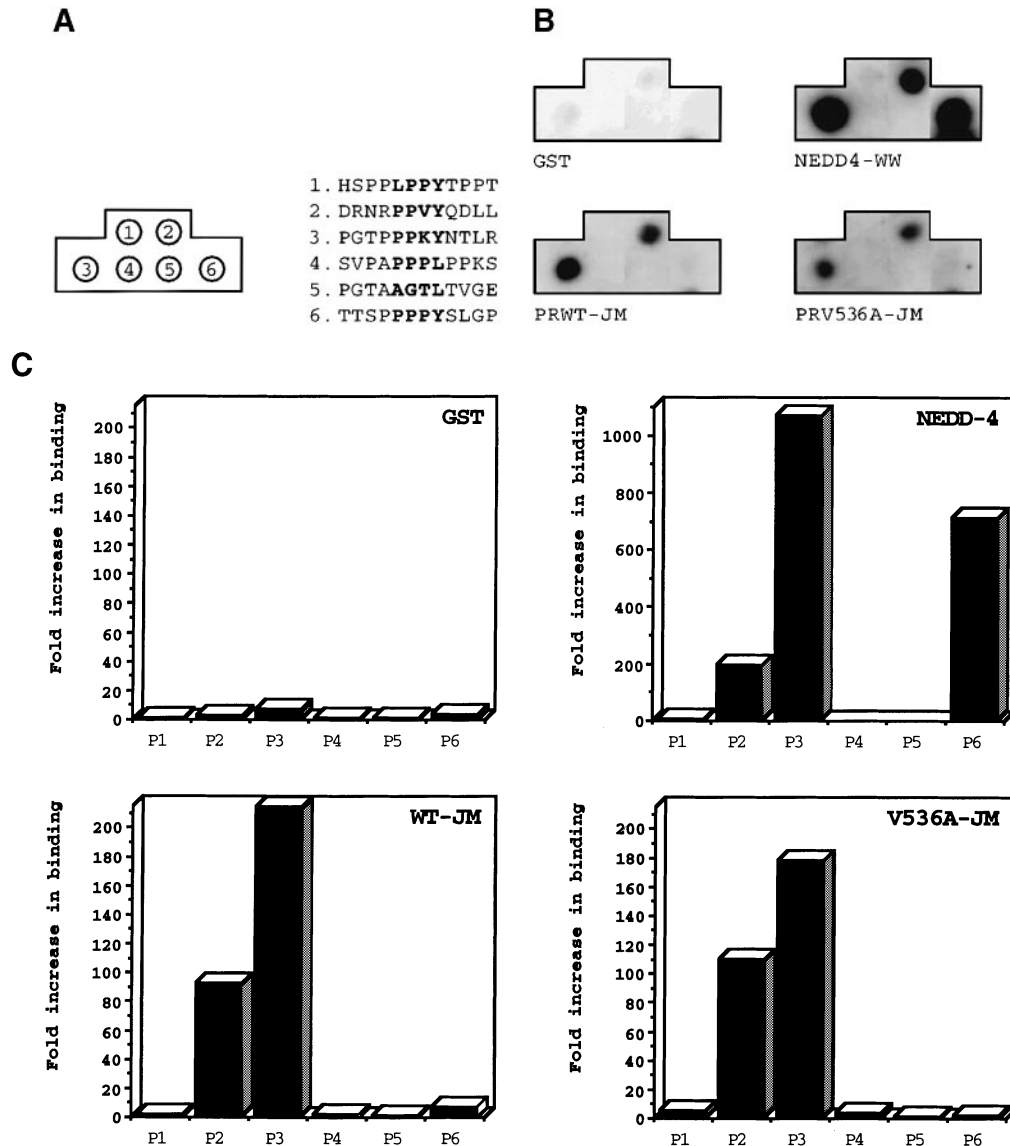 A
B
GST
NEDD4-WW
1 2
3 4 5 6
1. HSPPLPPYTPPT
2. DRNRPPVYQDLL
3. PGTPPPKYNTLR
4. SVPAPPPLPPKS
5. PGTAAGTLTVGE
6. TTSPPPPYSLGP
PRWT-JM
PRV536A-JM
C
GST
Fold increase in binding
200
180
160
140
120
100
80
60
40
20
0
P1 P2 P3 P4 P5 P6
NEDD-4
Fold increase in binding
1000
800
600
400
200
0
P1 P2 P3 P4 P5 P6
WT-JM
Fold increase in binding
200
180
160
140
120
100
80
60
40
20
0
P1 P2 P3 P4 P5 P6
V536A-JM
Fold increase in binding
200
180
160
140
120
100
80
60
40
20
0
P1 P2 P3 P4 P5 P6